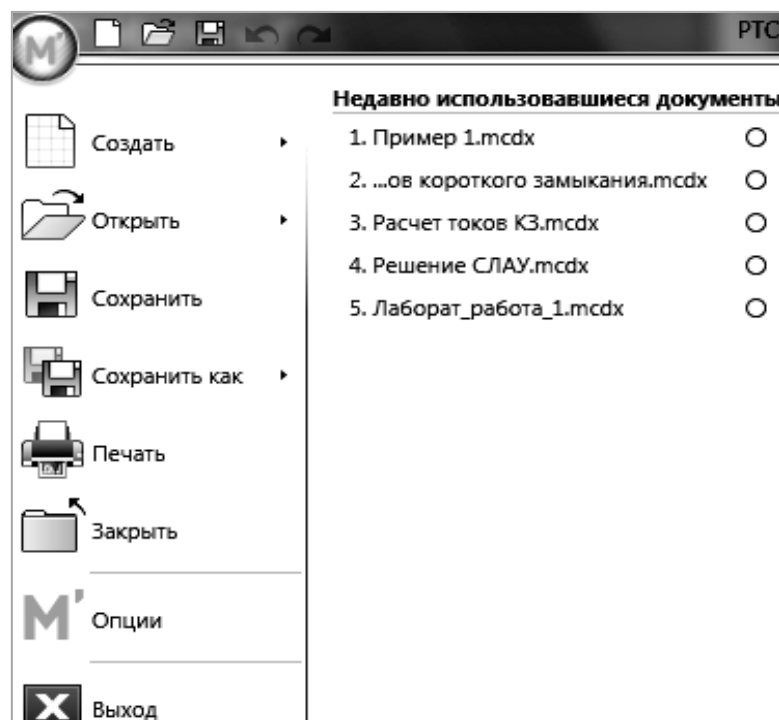 M'
PTC
Недавно использовавшиеся документы
Создать
1. Пример 1.mcdx
2. ...ов короткого замыкания.mcdx
Открыть
3. Расчет токов КЗ.mcdx
4. Решение СЛАУ.mcdx
Сохранить
5. Лаборат_работа_1.mcdx
Сохранить как
Печать
Закрыть
M' Опции
Выход